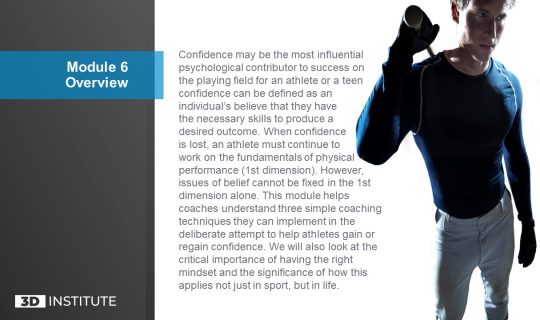 Module 6
Overview
Confidence may be the most influential
psychological contributor to success on
the playing field for an athlete or a teen
confidence can be defined as an
individual's believe that they have
the necessary skills to produce a
desired outcome. When confidence
is lost, an athlete must continue to
work on the fundamentals of physical
performance (1st dimension). However,
issues of belief cannot be fixed in the 1st
dimension alone. This module helps
coaches understand three simple coaching
techniques they can implement in the
deliberate attempt to help athletes gain or
regain confidence. We will also look at the
critical importance of having the right
mindset and the significance of how this
applies not just in sport, but in life.
3D INSTITUTE